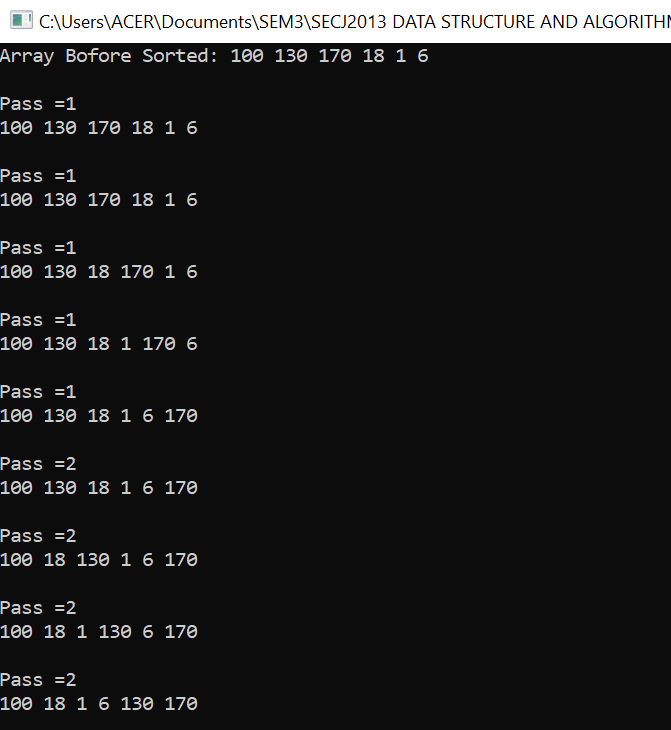 C:\Users\ACER\Documents\SEM3\SECJ2013 DATA STRUCTURE AND ALGORITHM
Array Bofore Sorted: 100 130 170 18 1 6
Pass =1
100 130 170 18 1 6
Pass =1
100 130 170 18 1 6
Pass =1
100 130 18 170 1 6
Pass =1
100 130 18 1 170 6
Pass =1
100 130 18 1 6 170
Pass =2
100 130 18 1 6 170
Pass =2
100 18 130 1 6 170
Pass =2
100 18 1 130 6 170
Pass =2
100 18 1 6 130 170